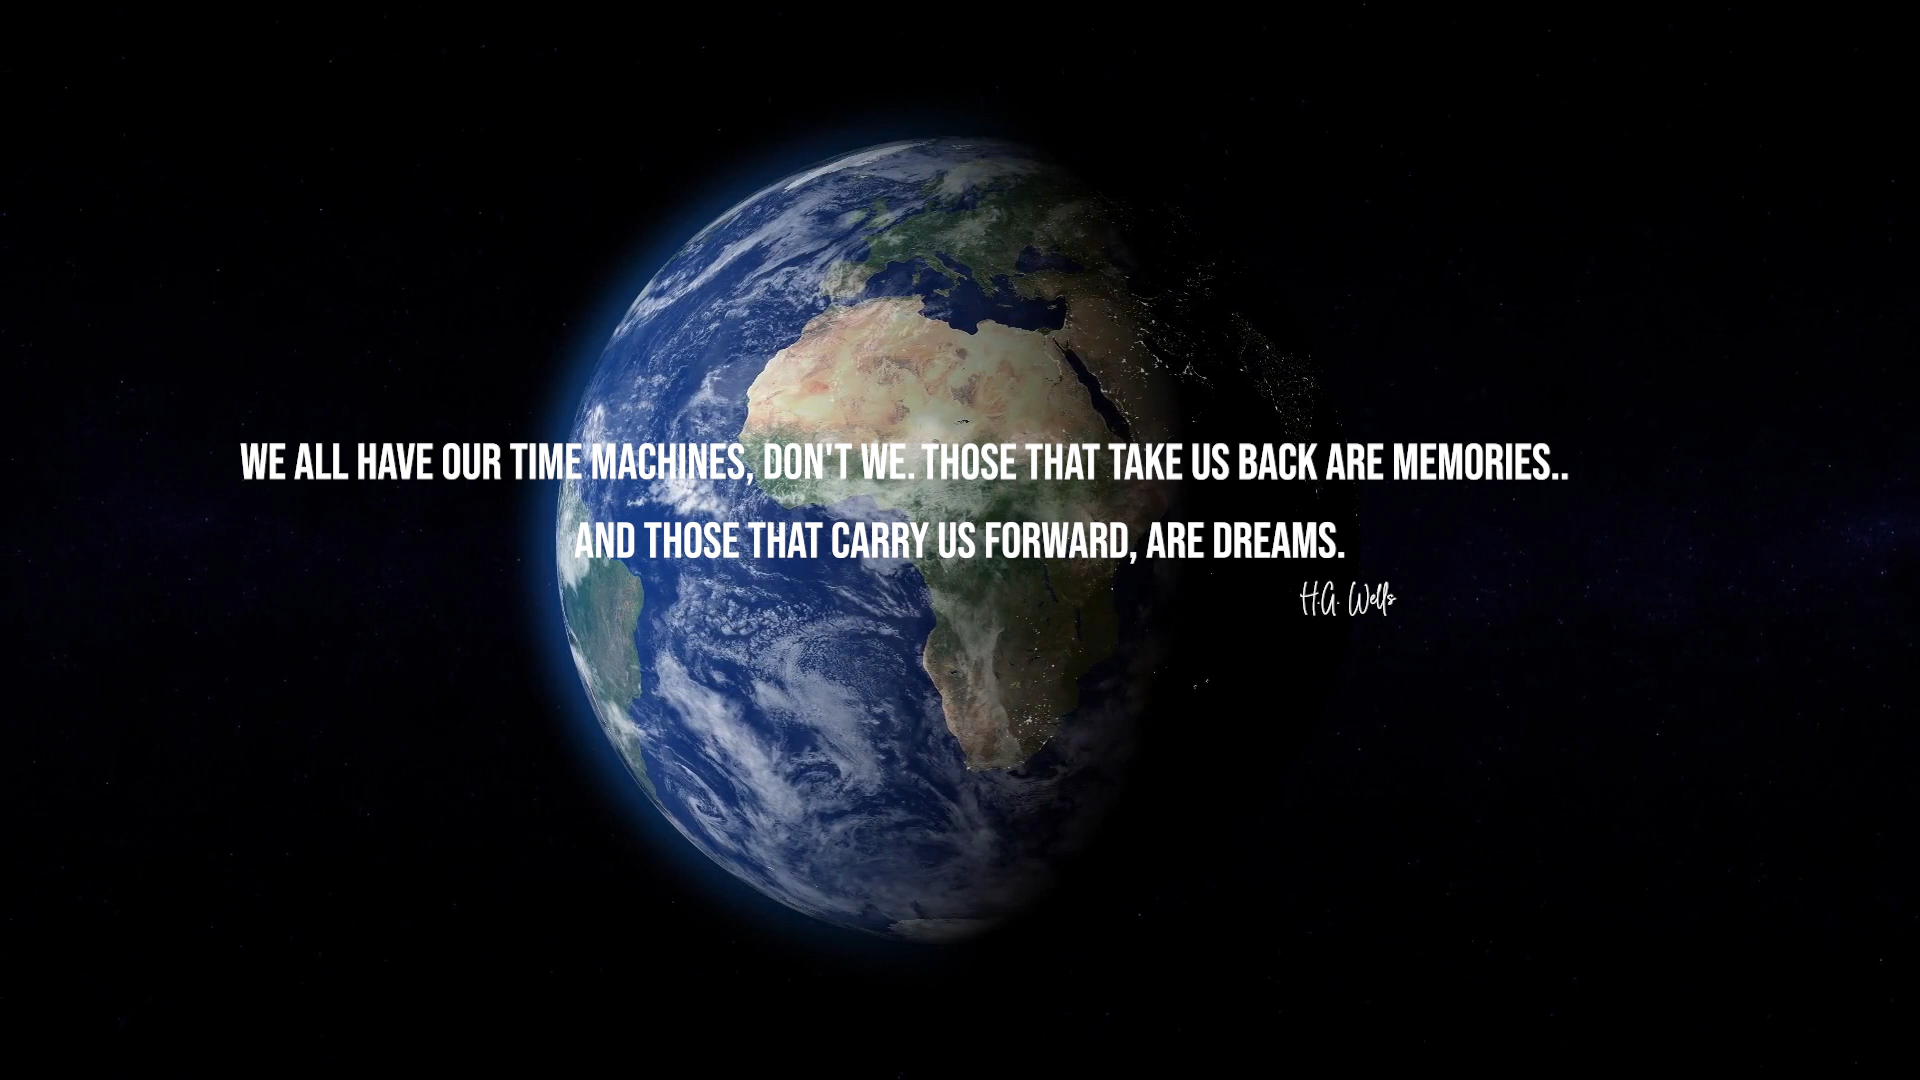 WE ALL HAVE OUR TIME MACHINES, DON'T WE. THOSE THAT TAKE US BACK ARE MEMORIES..
AND THOSE THAT CARRY US FORWARD, ARE DREAMS.
H.G. Wells